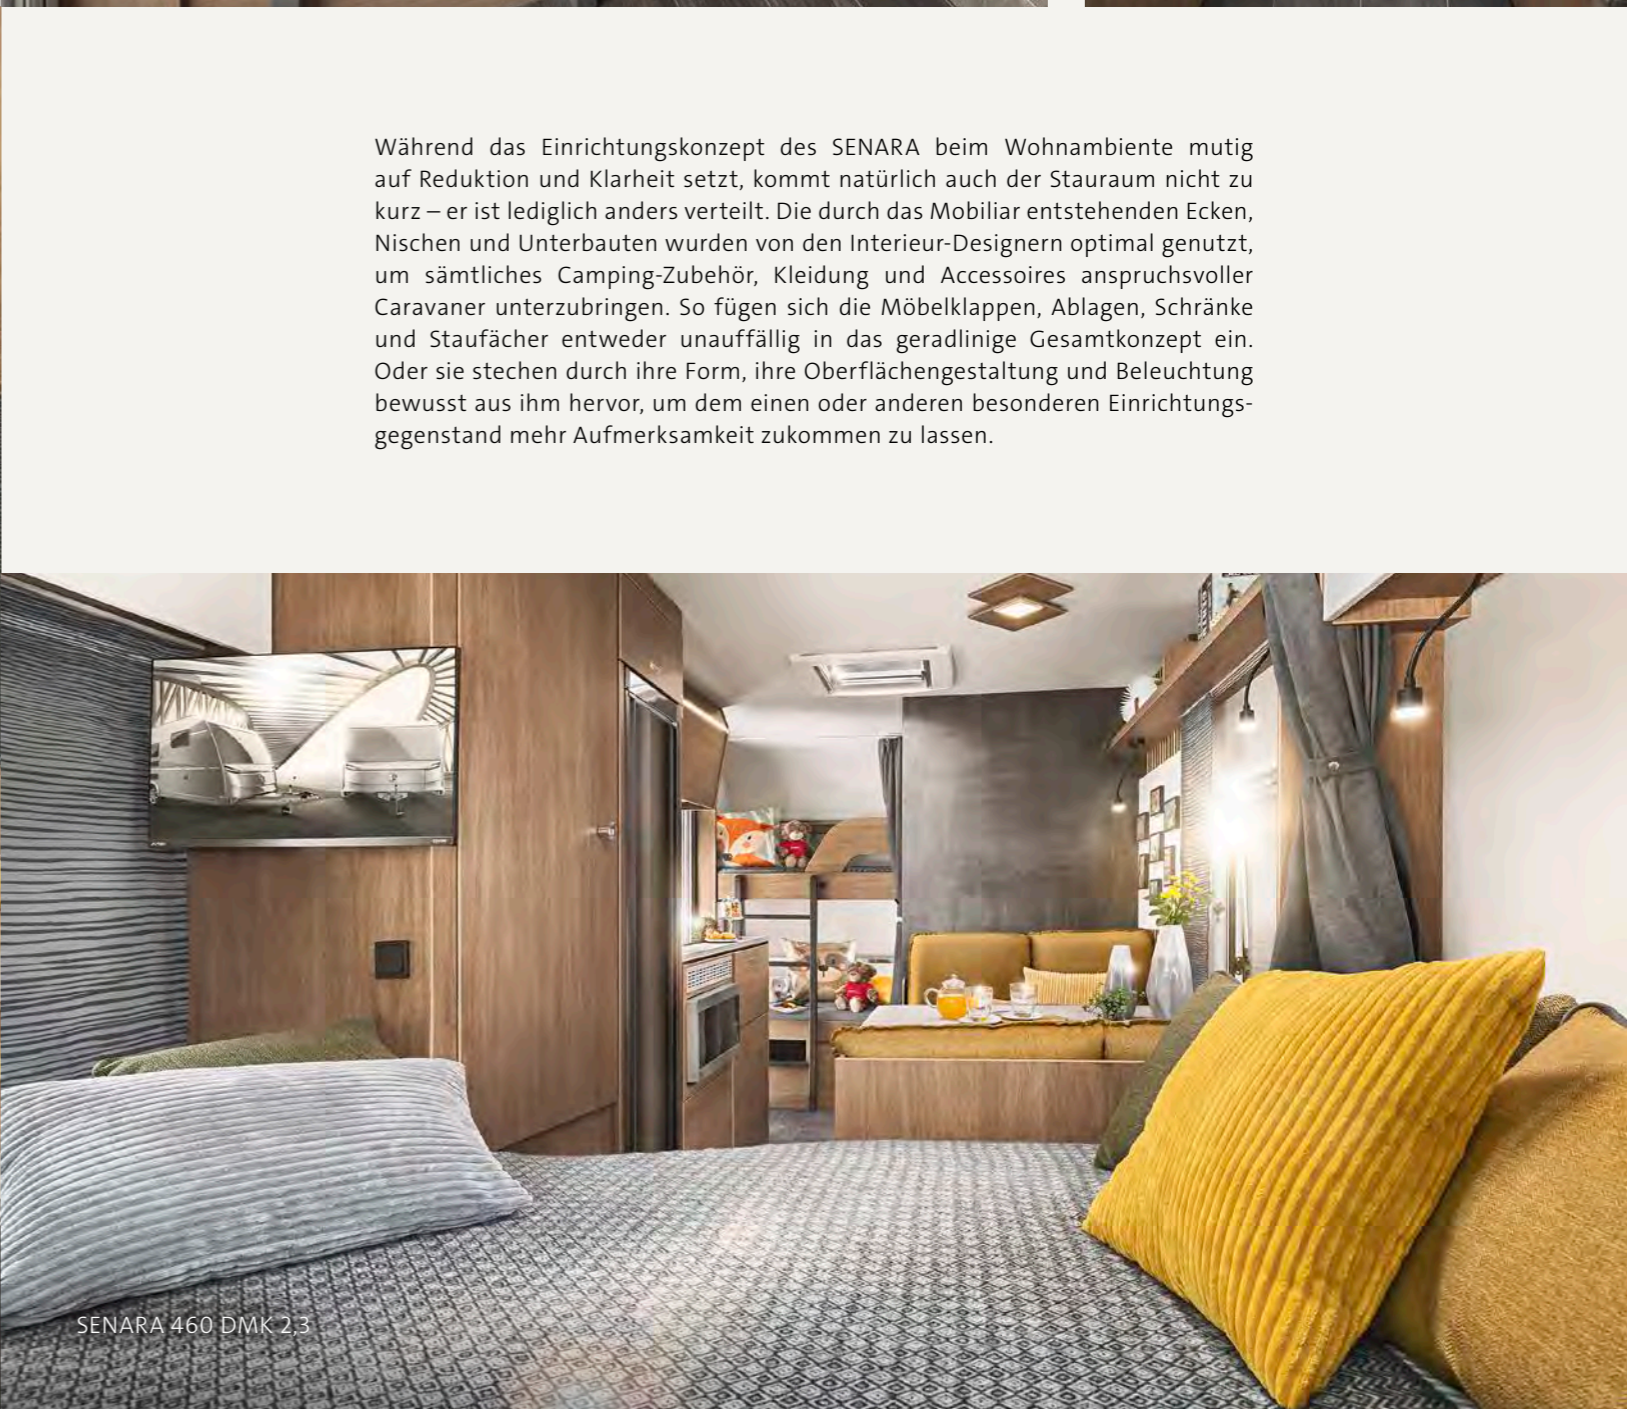 Während das Einrichtungskonzept des SENARA beim Wohnambiente mutig
auf Reduktion und Klarheit setzt, kommt natürlich auch der Stauraum nicht zu
kurz – er ist lediglich anders verteilt. Die durch das Mobiliar entstehenden Ecken,
Nischen und Unterbauten wurden von den Interieur-Designern optimal genutzt,
um sämtliches Camping-Zubehör, Kleidung und Accessoires anspruchsvoller
Caravaner unterzubringen. So fügen sich die Möbelklappen, Ablagen, Schränke
und Staufächer entweder unauffällig in das geradlinige Gesamtkonzept ein.
Oder sie stechen durch ihre Form, ihre Oberflächengestaltung und Beleuchtung
bewusst aus ihm hervor, um dem einen oder anderen besonderen Einrichtungs-
gegenstand mehr Aufmerksamkeit zukommen zu lassen.
SENARA 460 DMK 2,3